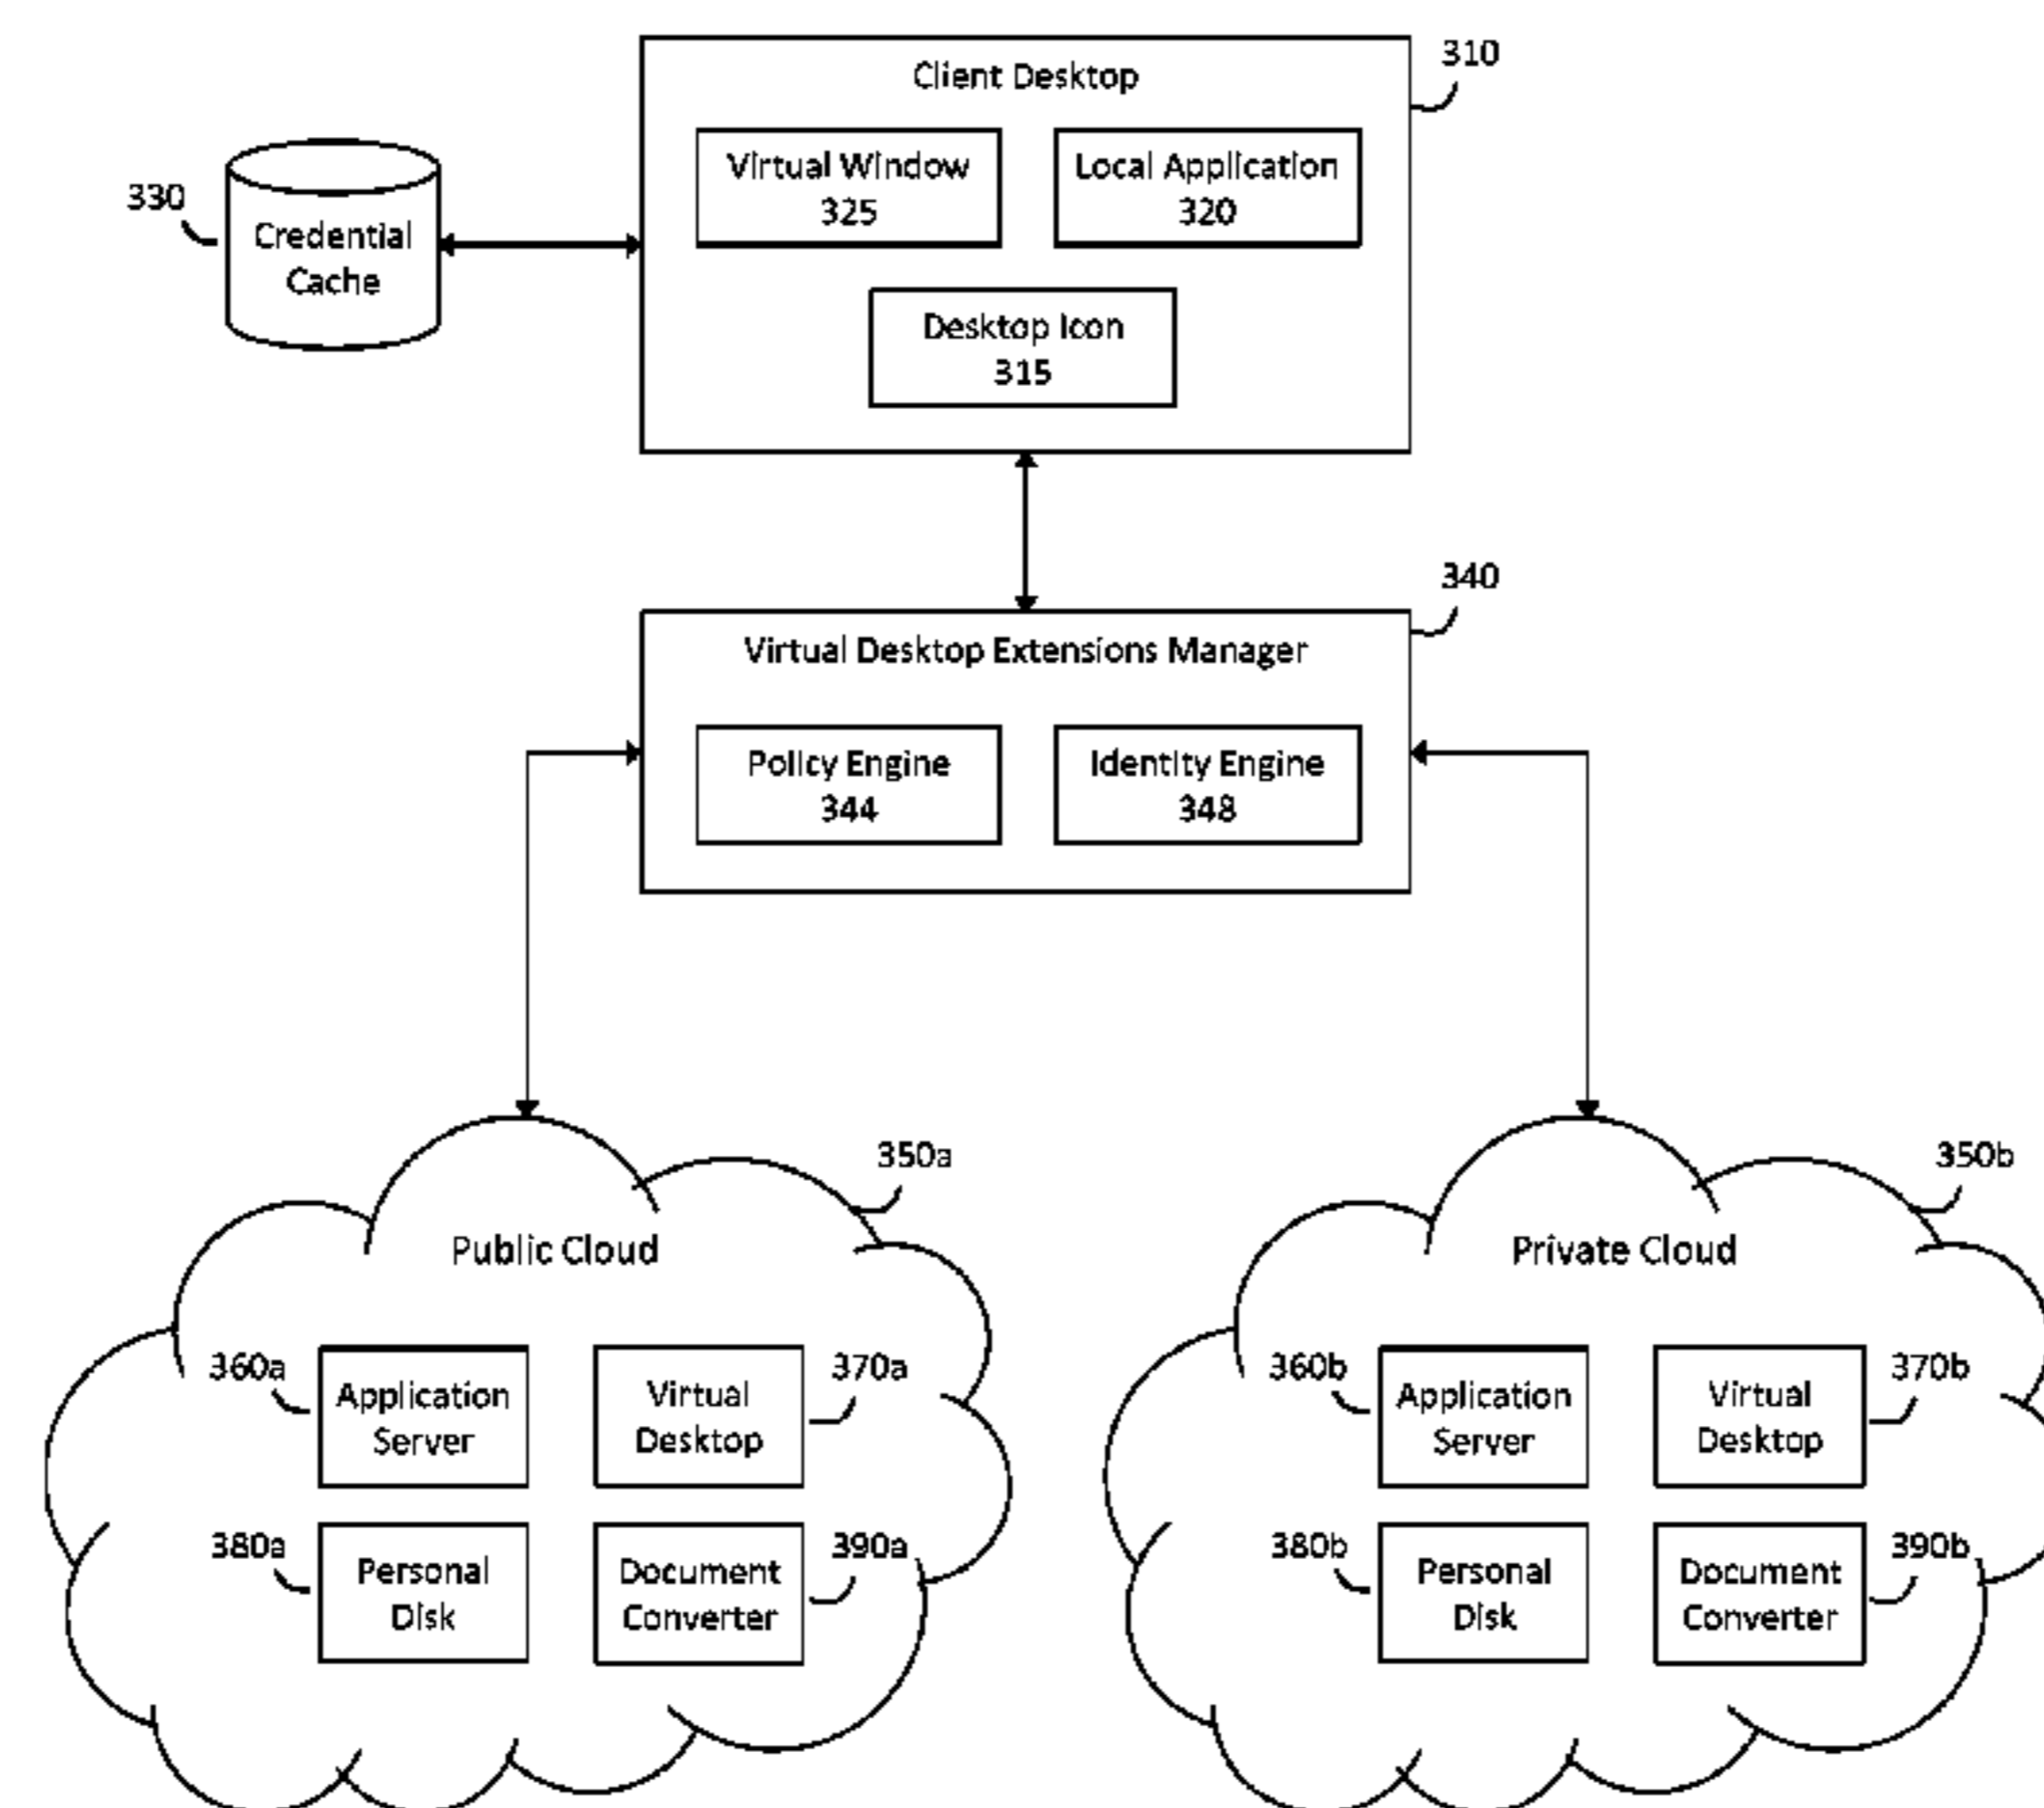 310
Client Desktop
Virtual Window
325
Local Application
320
330
Credential
Cache
Desktop Icon
315
340
Virtual Desktop Extensions Manager
Policy Engine
344
Identity Engine
348
350a
Public Cloud
360a
Application
Server
Virtual
Desktop
370a
380a
Personal
Disk
Document
Converter
390a
350b
Private Cloud
360b
Application
Server
Virtual
Desktop
370b
380b
Personal
Disk
Document
Converter
390b